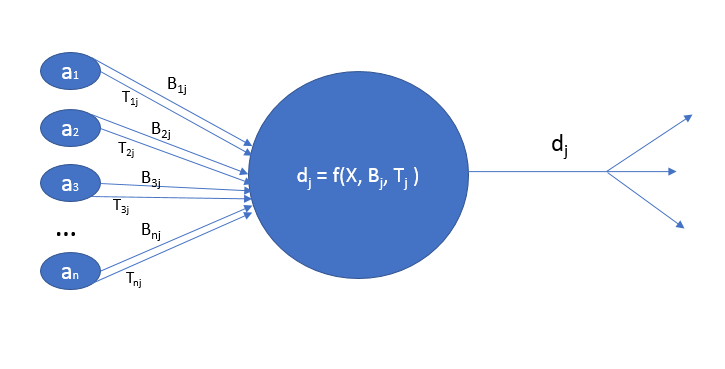 a1
B1j
T1j
a2
B2j
T2j
a3
B3j
T3j
...
an
Bnj
Tnj
dj = f(X, Bj, Tj )
dj